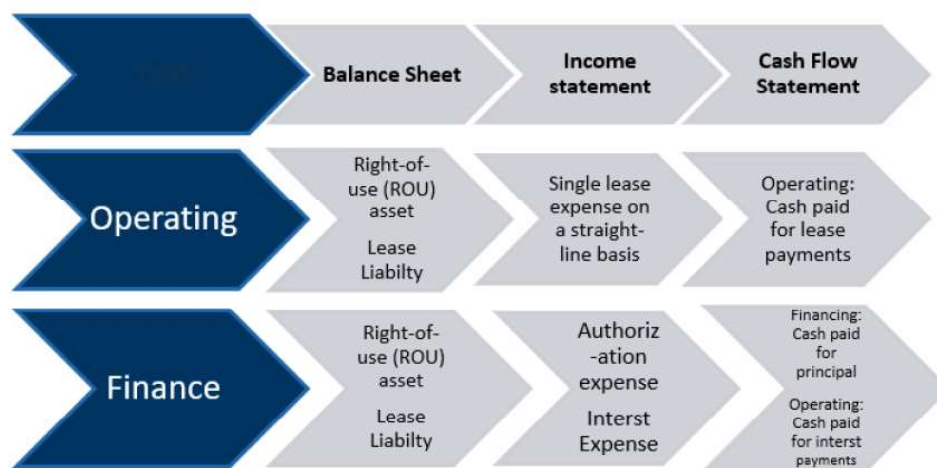 Balance Sheet
Income
statement
Cash Flow
Statement
Operating
Right-of-
use (ROU)
asset
Lease
Liabilty
Single lease
expense on
a straight-
line basis
Operating:
Cash paid
for lease
payments
Finance
Right-of-
use (ROU)
asset
Lease
Liabilty
Authoriz
-ation
expense
Interst
Expense
Financing:
Cash paid
for
principal
Operating:
Cash paid
for interst
payments